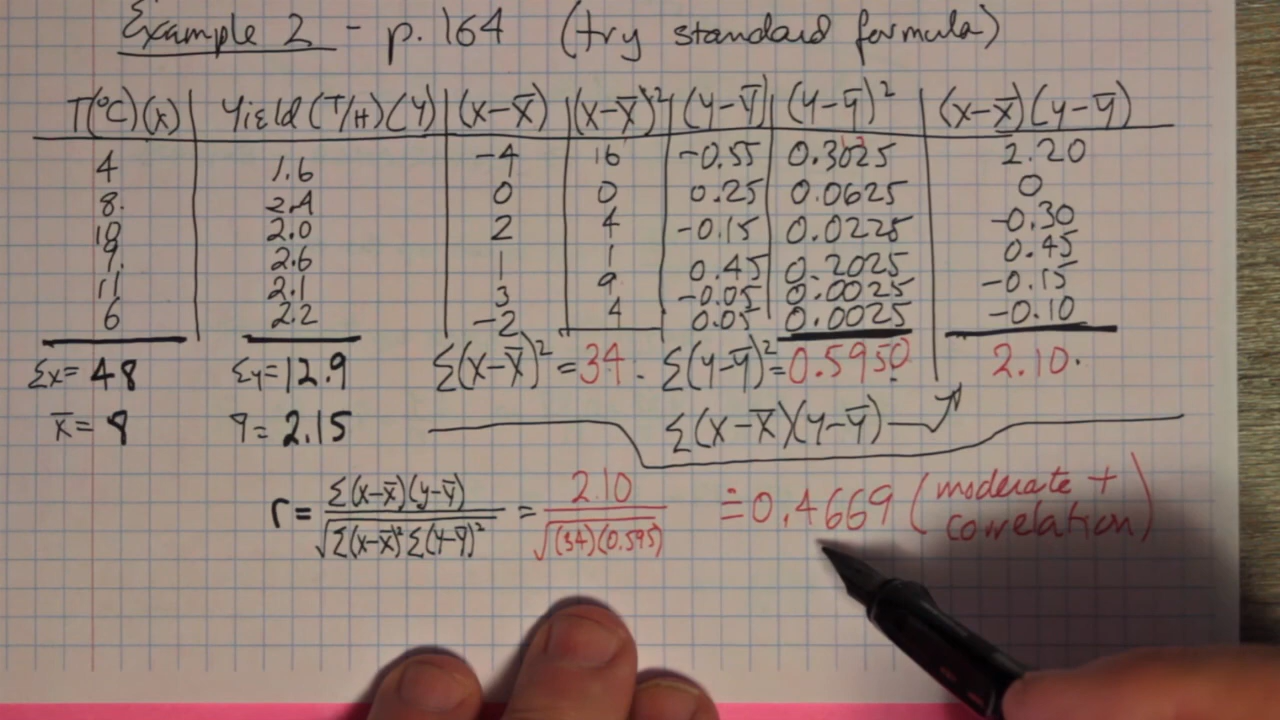 Example 2 - p. 164 (try standard formula)
T(°C)(x) Yield (T/H) (Y) (x-x̄) (x-x̄)² (y-ȳ) (y-ȳ)² (x-x̄)(y-ȳ)
4 1.6 -4 16 -0.55 0.3025 2.20
8. 2.4 0 0 0.25 0.0625 0
10 2.0 2 4 -0.15 0.0225 -0.30
9. 2.6 1 1 0.45 0.2025 0.45
11 2.1 3 9 -0.05 0.0025 -0.15
6 2.2 -2 4 0.05 0.0025 -0.10
Σx= 48 Σy= 12.9 Σ(x-x̄)² = 34. Σ(y-ȳ)² = 0.5950 2.10.
x̄ = 8 ȳ = 2.15 Σ(x-x̄)(y-ȳ)
r = Σ(x-x̄)(y-ȳ) / √Σ(x-x̄)² Σ(y-ȳ)² = 2.10 / √(34)(0.595) ≐ 0.4669 (moderate +
correlation)